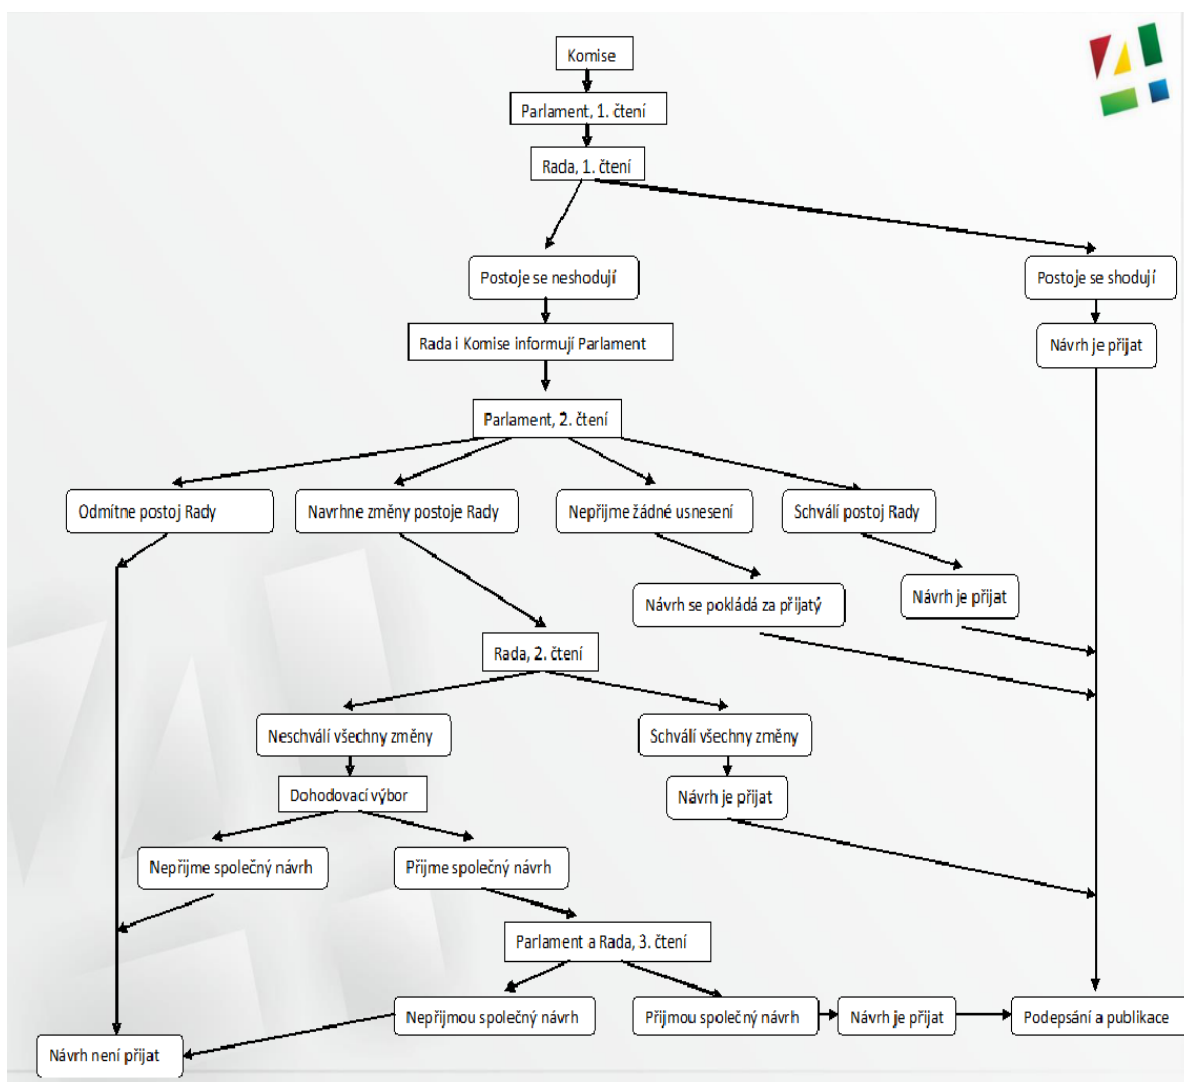 Komise
Parlament, 1. čtení
Rada, 1. čtení
Postoje se neshodují
Postoje se shodují
Rada i Komise informují Parlament
Návrh je přijat
Parlament, 2. čtení
Odmítne postoj Rady
Navrhne změny postoje Rady
Nepřijme žádné usnesení
Schválí postoj Rady
Návrh se pokládá za přijatý
Návrh je přijat
Rada, 2. čtení
Neschválí všechny změny
Schválí všechny změny
Dohodovací výbor
Návrh je přijat
Nepřijme společný návrh
Přijme společný návrh
Parlament a Rada, 3. čtení
Nepřijmou společný návrh
Přijmou společný návrh
Návrh je přijat
Podepsání a publikace
Návrh není přijat